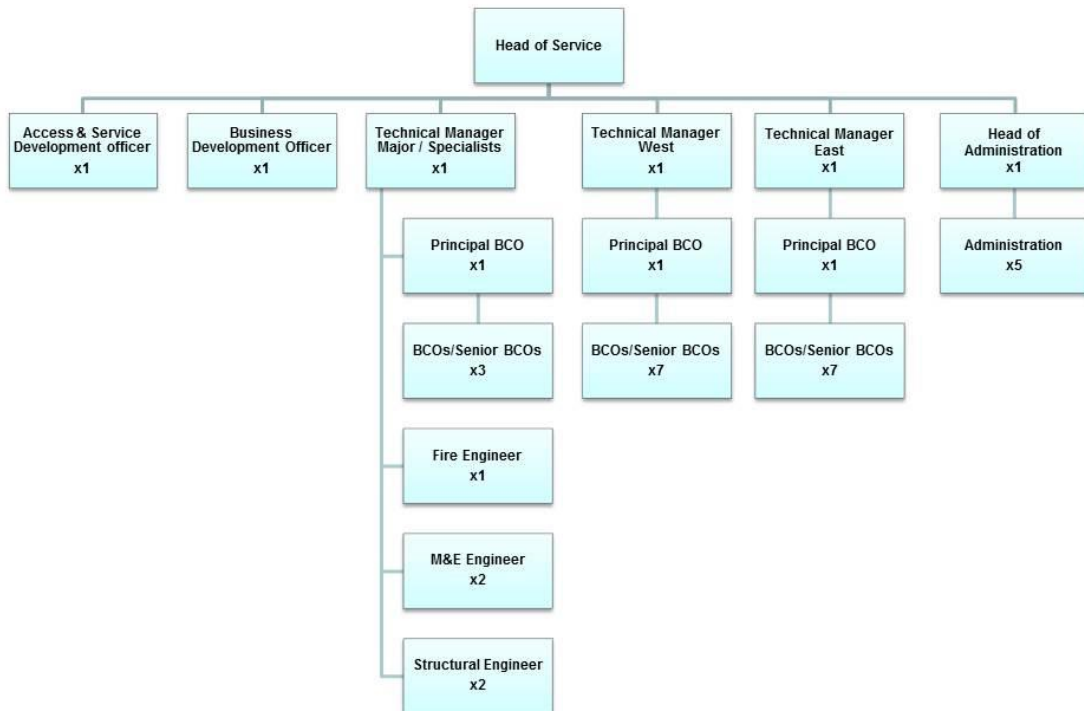 Head of Service
Access & Service
Development officer
x1
Business
Development Officer
x1
Technical Manager
Major / Specialists
x1
Technical Manager
West
x1
Technical Manager
East
x1
Head of
Administration
x1
Principal BCO
x1
Principal BCO
x1
Principal BCO
x1
Administration
x5
BCOs/Senior BCOs
x3
BCOs/Senior BCOs
x7
BCOs/Senior BCOs
x7
Fire Engineer
x1
M&E Engineer
x2
Structural Engineer
x2